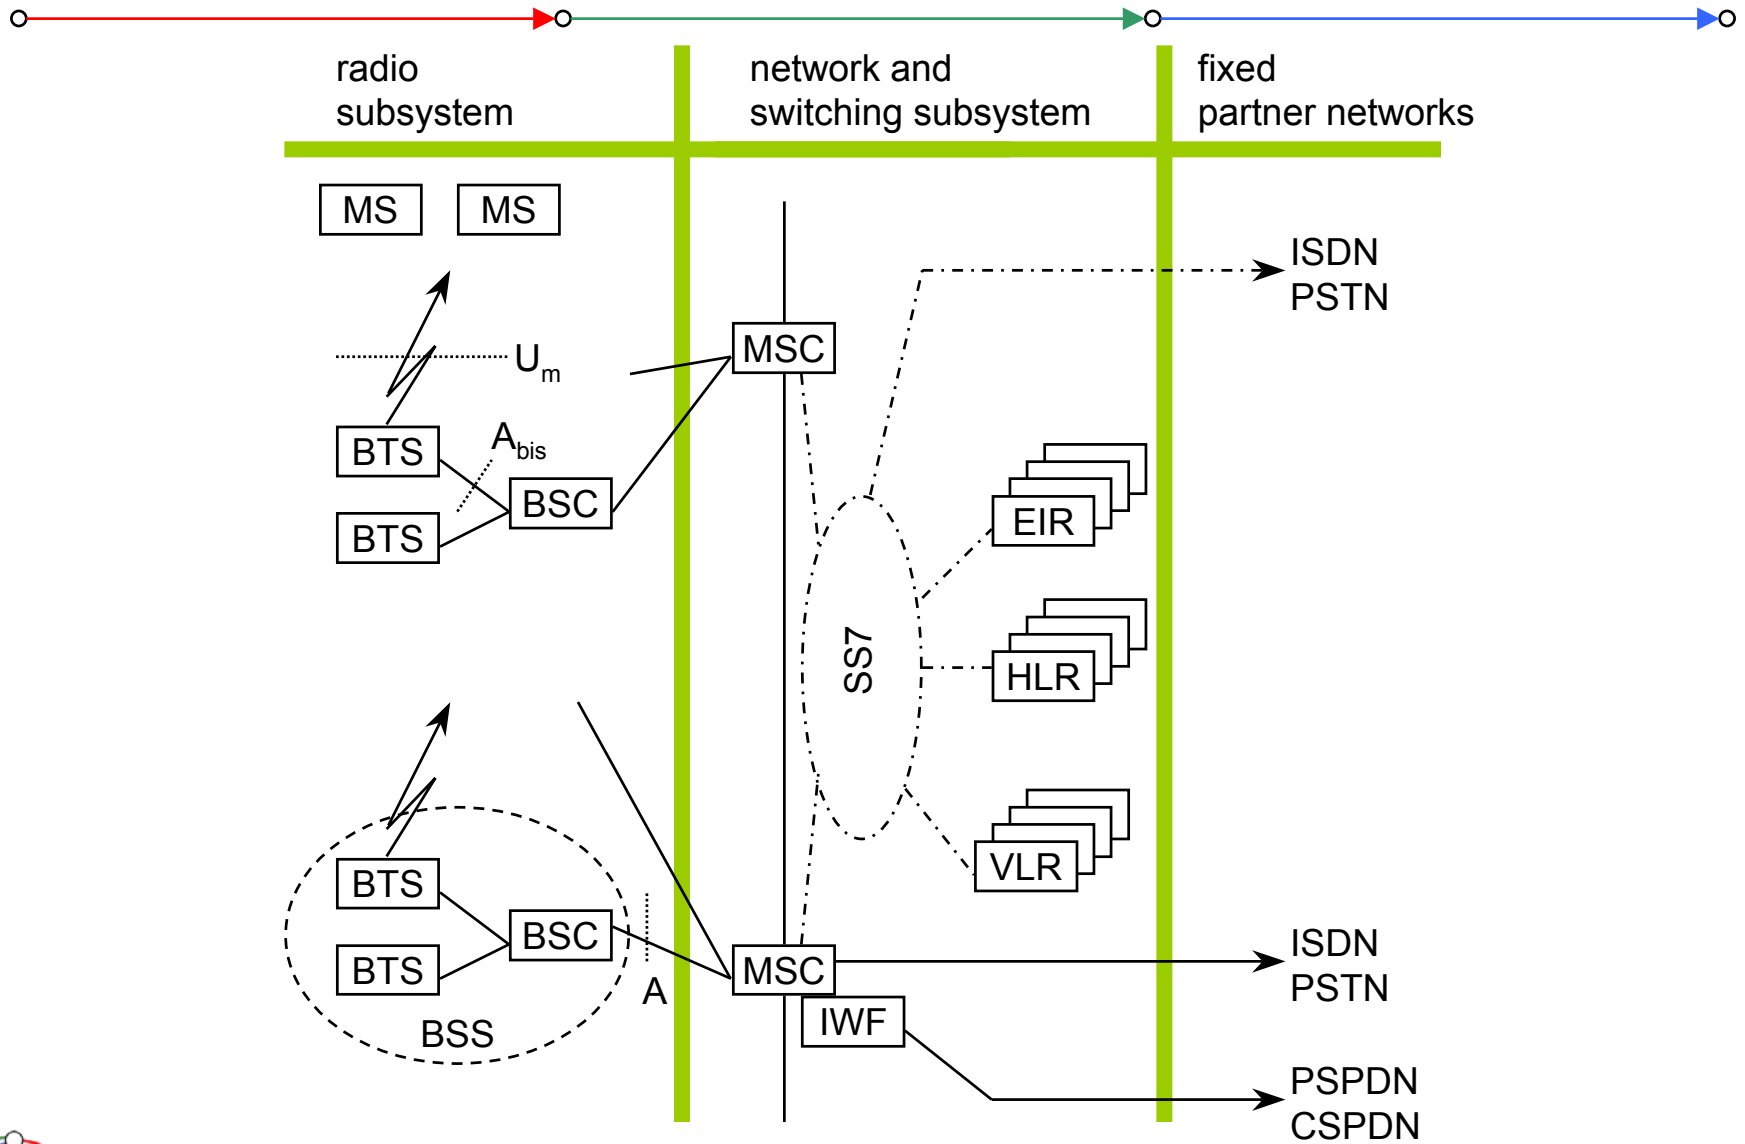 radio
subsystem
network and
switching subsystem
fixed
partner networks
MS
MS
ISDN
PSTN
MSC
Um
Abis
BTS
BSC
BTS
EIR
SS7
HLR
VLR
BTS
BSC
BTS
A
MSC
ISDN
PSTN
BSS
IWF
PSPDN
CSPDN